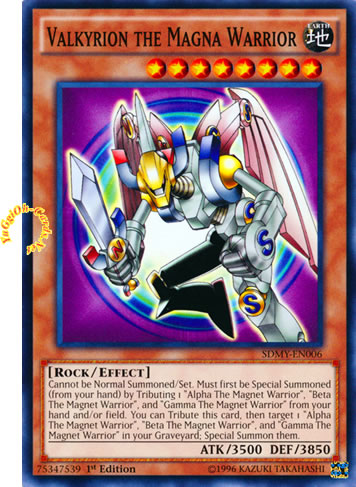 VALKYRION THE MAGNA WARRIOR
EARTH
地
N
S
S
SDMY-EN006
[ROCK/EFFECT]
Cannot be Normal Summoned/Set. Must first be Special Summoned
(from your hand) by Tributing 1 "Alpha The Magnet Warrior", "Beta
The Magnet Warrior", and "Gamma The Magnet Warrior" from your
hand and/or field. You can Tribute this card, then target 1 "Alpha
The Magnet Warrior", "Beta The Magnet Warrior", and "Gamma The
Magnet Warrior" in your Graveyard; Special Summon them.
ATK/3500 DEF/3850
75347539 1st Edition ©1996 KAZUKI TAKAHASHI